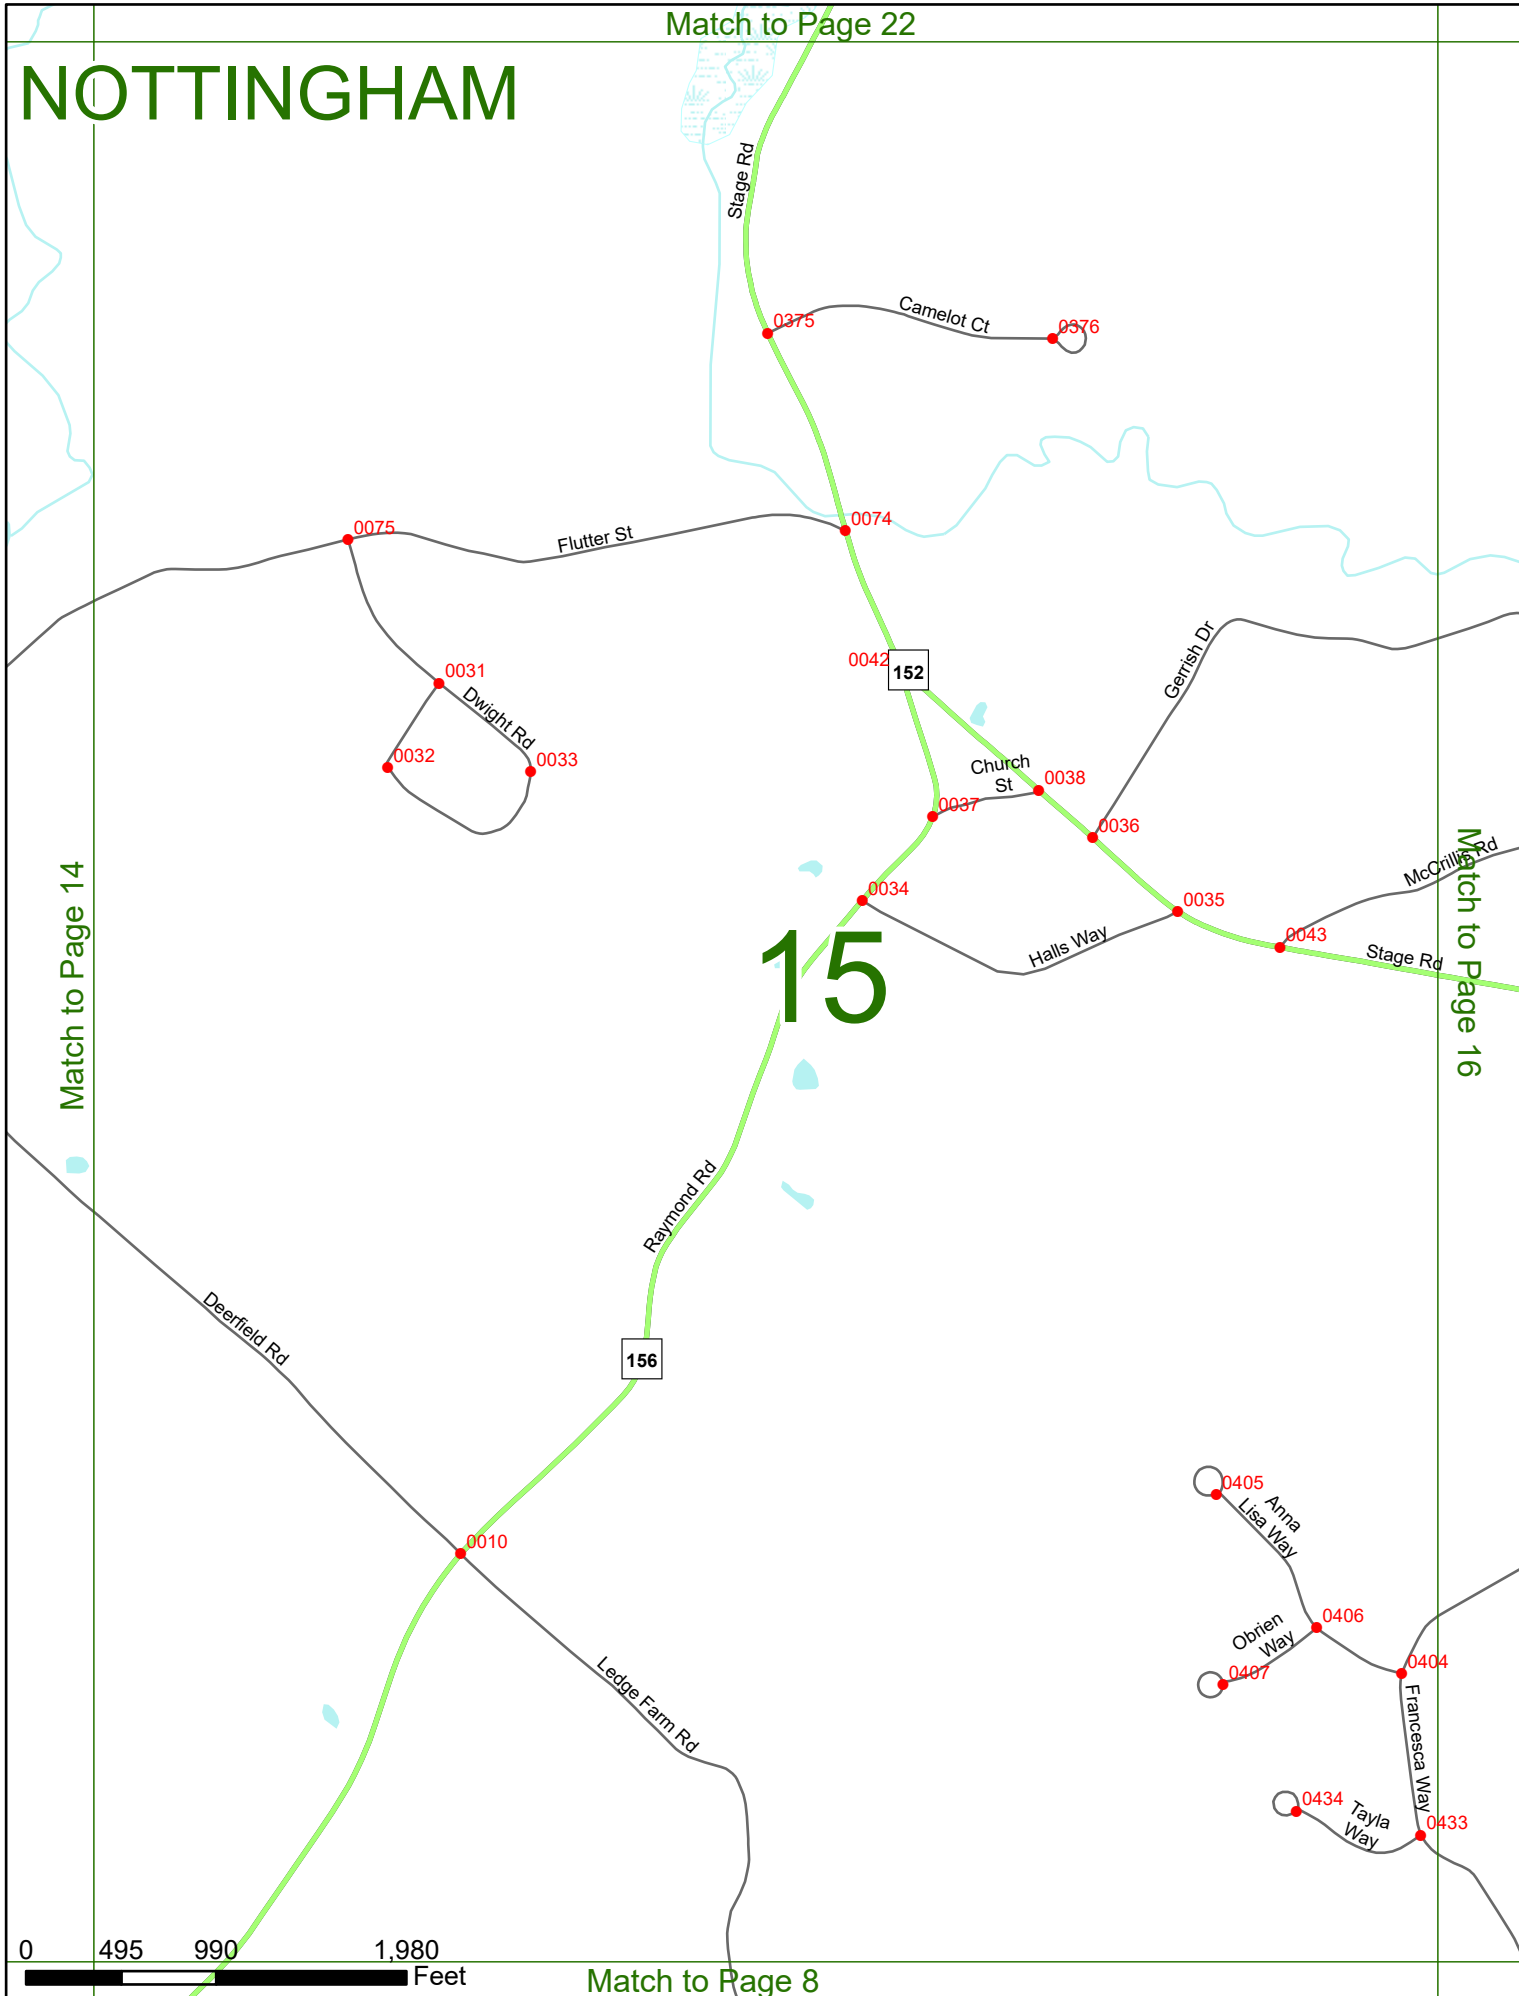 Match to Page 22
NOTTINGHAM
Stage Rd
0375
Camelot Ct
0376
0075
Flutter St
0074
0042
152
Gerrish Dr
0031
Dwight Rd
0032
0033
Church
St
0038
0037
0036
McCrillis Rd
0034
0035
0043
Halls Way
Stage Rd
15
Match to Page 14
Match to Page 16
Raymond Rd
Deerfield Rd
156
0405
Anna
Lisa Way
0010
0406
Obrien
Way
0407
0404
Ledge Farm Rd
Francesca Way
0434
Tayla
Way
0433
0 495 990 1,980
Feet
Match to Page 8